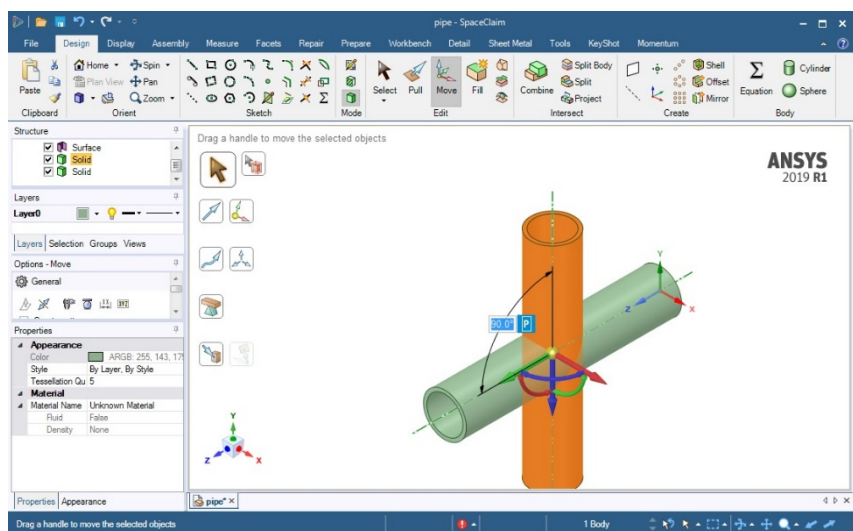 pipe - SpaceClaim
File Design Display Assembly Measure Facets Repair Prepare Workbench Detail Sheet Metal Tools KeyShot Momentum
Home Spin Split Body Shell Cylinder
Plan View Pan Split Offset
Paste Zoom Select Pull Move Fill Combine Project Mirror Equation Sphere
Clipboard Orient Sketch Mode Edit Intersect Create Body
Structure
Surface
Solid
Solid
Layers
Layer0
Layers Selection Groups Views
Options - Move
General
Properties
Appearance
Color ARGB: 255, 143, 175
Style By Layer, By Style
Tessellation Qu 5
Material
Material Name Unknown Material
Fluid False
Density None
Properties Appearance
Drag a handle to move the selected objects
ANSYS
2019 R1
90.0° P
Y
Z
X
Y
Z
X
pipe*
Drag a handle to move the selected objects
1 Body